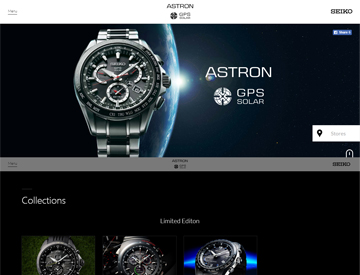 Menu
ASTRON
GPS
SOLAR
SEIKO
Share
ASTRON
GPS
SOLAR
Stores
Menu
ASTRON
SEIKO
Collections
Limited Editon